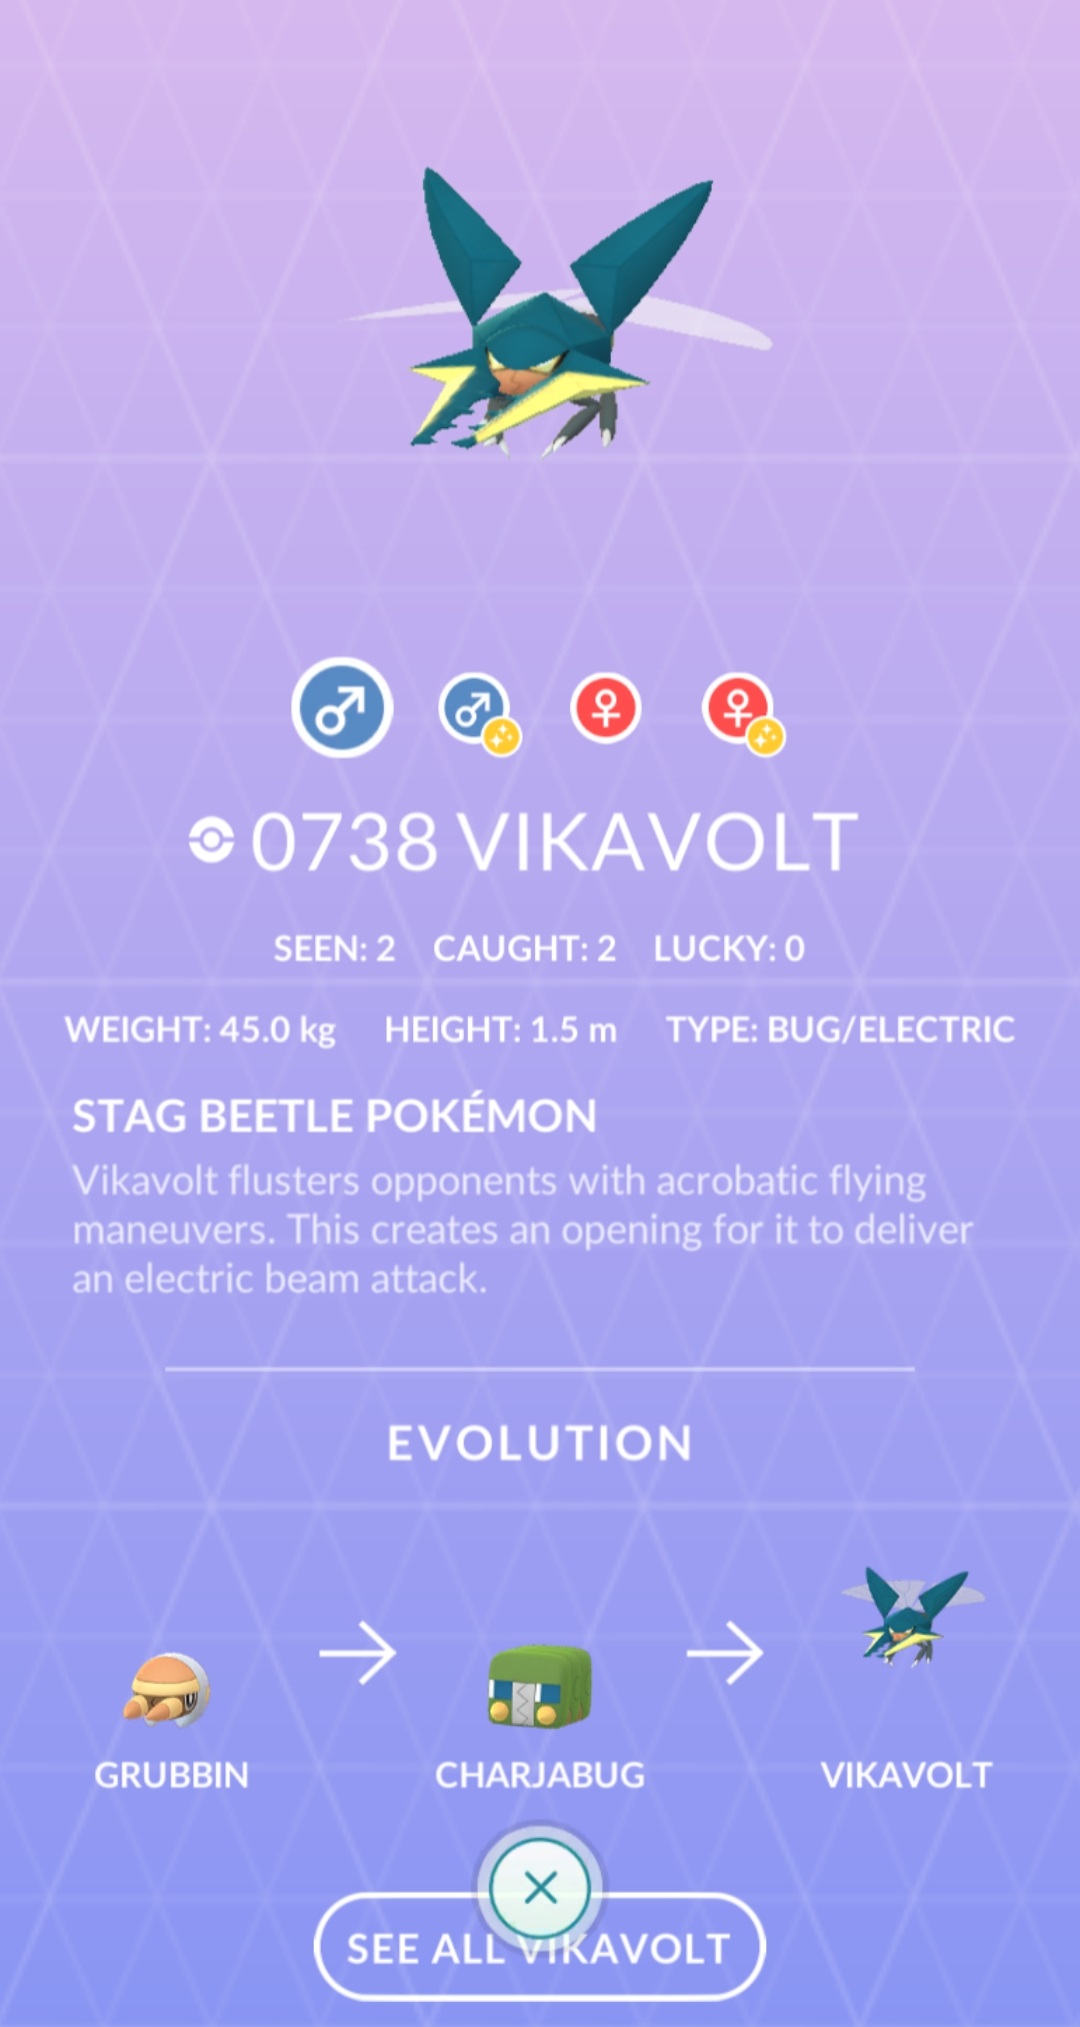 0738 VIKAVOLT
SEEN: 2 CAUGHT: 2 LUCKY: 0
WEIGHT: 45.0 kg HEIGHT: 1.5 m TYPE: BUG/ELECTRIC
STAG BEETLE POKÉMON
Vikavolt flusters opponents with acrobatic flying
maneuvers. This creates an opening for it to deliver
an electric beam attack.
EVOLUTION
GRUBBIN CHARJABUG VIKAVOLT
SEE ALL VIKAVOLT